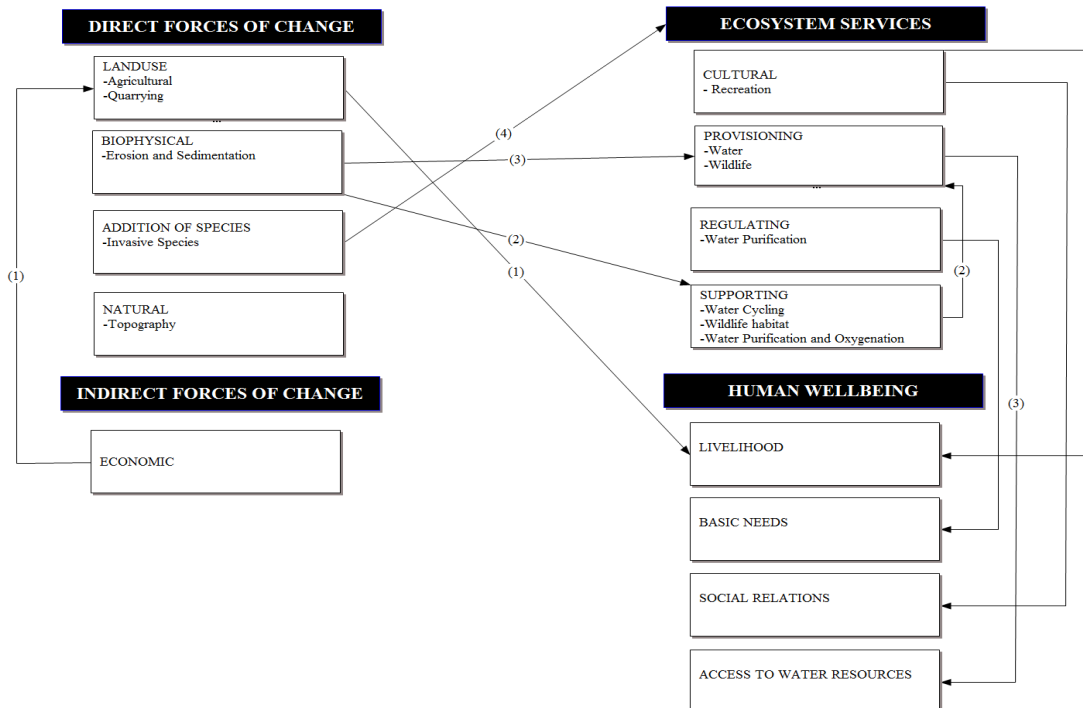 DIRECT FORCES OF CHANGE
LANDUSE
-Agricultural
-Quarrying
...
BIOPHYSICAL
-Erosion and Sedimentation
ADDITION OF SPECIES
-Invasive Species
NATURAL
-Topography
INDIRECT FORCES OF CHANGE
ECONOMIC
(1)
(4)
(3)
(2)
(1)
ECOSYSTEM SERVICES
CULTURAL
- Recreation
PROVISIONING
-Water
-Wildlife
...
REGULATING
-Water Purification
SUPPORTING
-Water Cycling
-Wildlife habitat
-Water Purification and Oxygenation
(2)
(3)
HUMAN WELLBEING
LIVELIHOOD
BASIC NEEDS
SOCIAL RELATIONS
ACCESS TO WATER RESOURCES